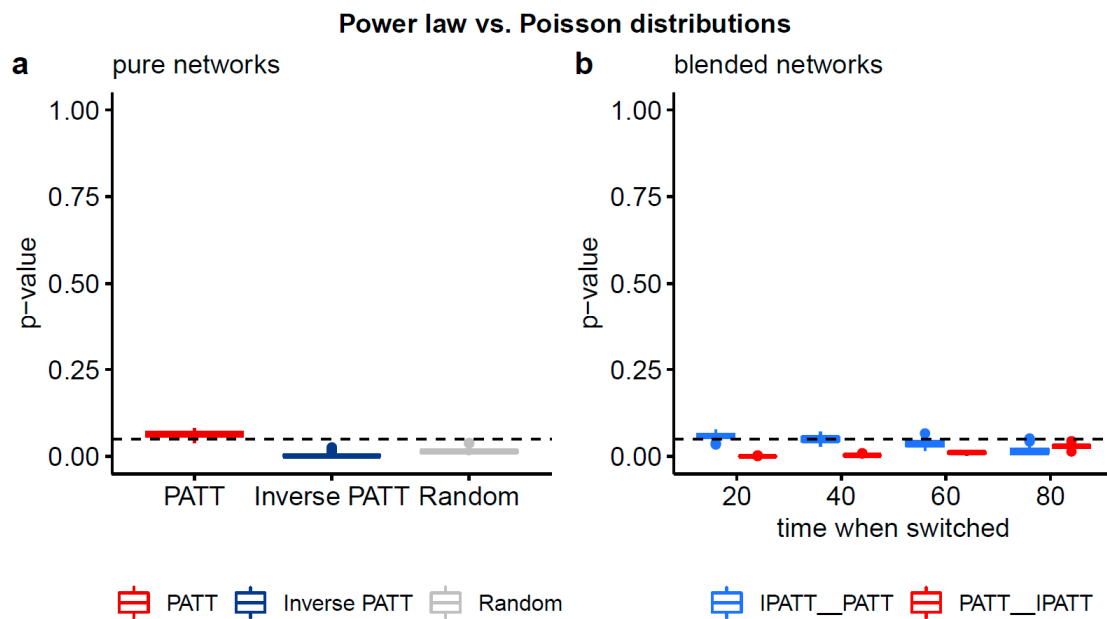 Power law vs. Poisson distributions
a pure networks
p−value
1.00
0.75
0.50
0.25
0.00
PATT Inverse PATT Random
PATT Inverse PATT Random
b blended networks
p−value
1.00
0.75
0.50
0.25
0.00
20 40 60 80
time when switched
IPATT__PATT PATT__IPATT